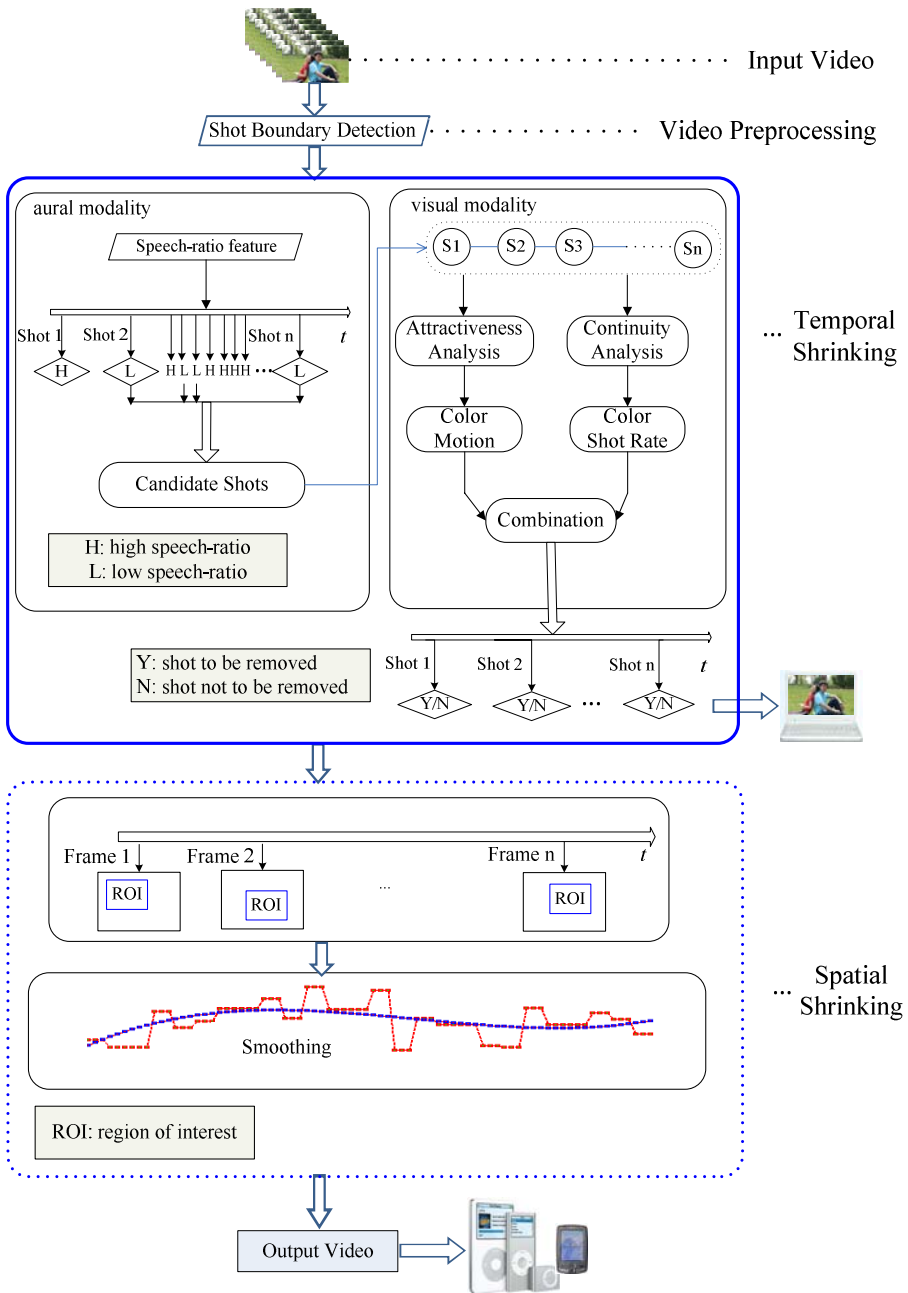 Input Video
Shot Boundary Detection
Video Preprocessing
aural modality
Speech-ratio feature
Shot 1
Shot 2
Shot n
t
H
L
H L L H H H H ...
L
Candidate Shots
H: high speech-ratio
L: low speech-ratio
visual modality
S1
S2
S3
Sn
Attractiveness
Analysis
Continuity
Analysis
Color
Motion
Color
Shot Rate
Combination
... Temporal
Shrinking
Y: shot to be removed
N: shot not to be removed
Shot 1
Shot 2
Shot n
t
Y/N
Y/N
...
Y/N
Frame 1
Frame 2
Frame n
t
ROI
ROI
...
ROI
Smoothing
... Spatial
Shrinking
ROI: region of interest
Output Video